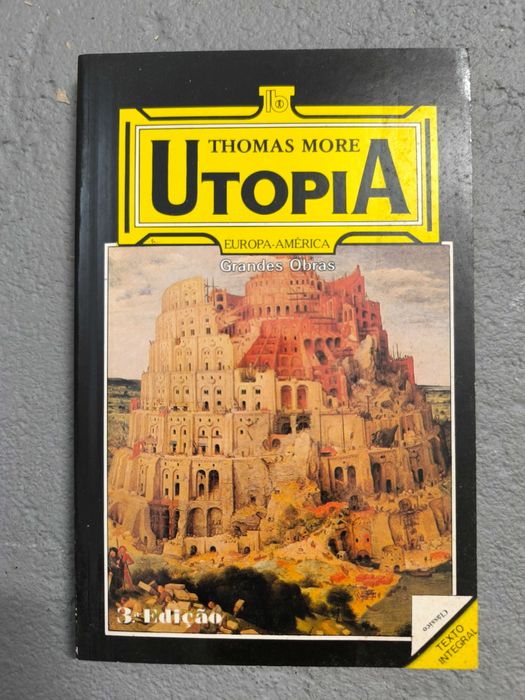 THOMAS MORE
UTOPIA
EUROPA-AMÉRICA
Grandes Obras
3.ª Edição
Clássico
TEXTO
INTEGRAL